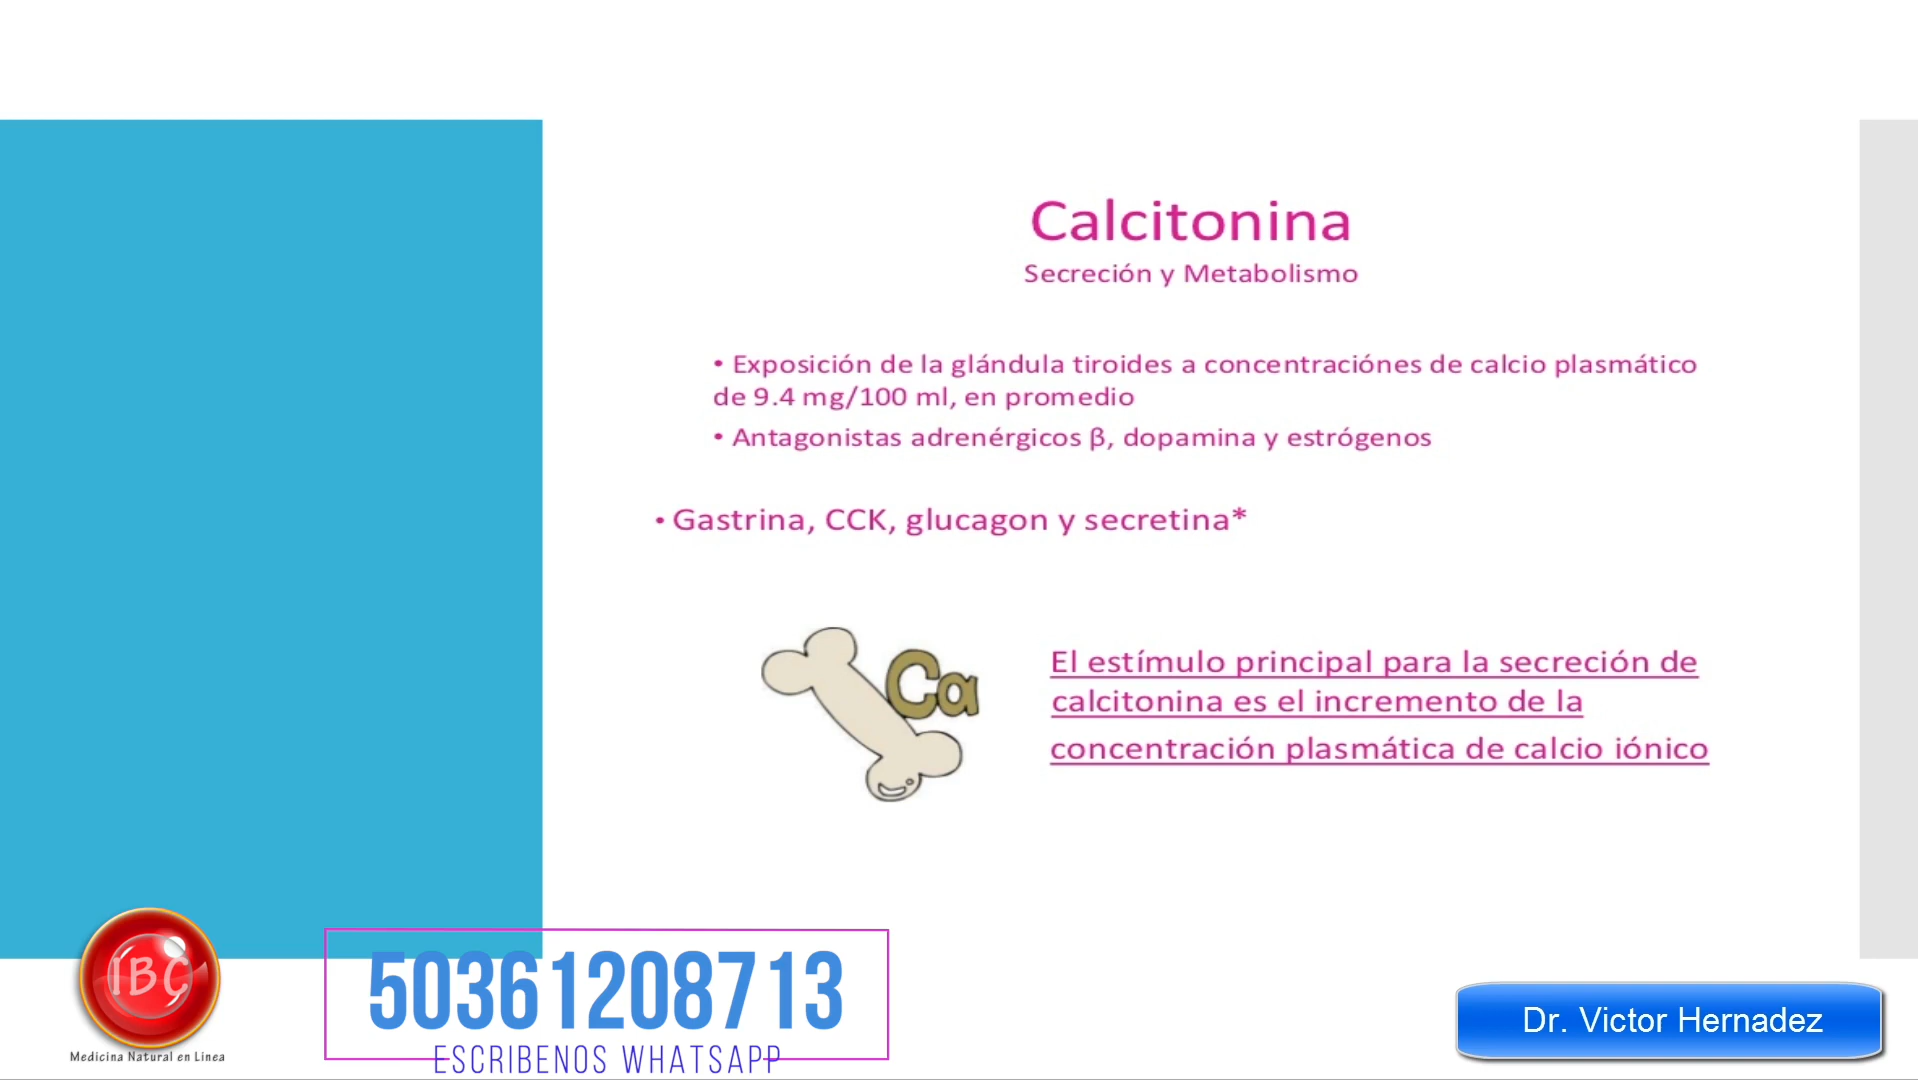 Calcitonina
Secreción y Metabolismo
• Exposición de la glándula tiroides a concentraciónes de calcio plasmático
de 9.4 mg/100 ml, en promedio
• Antagonistas adrenérgicos β, dopamina y estrógenos
• Gastrina, CCK, glucagon y secretina*
Ca
El estímulo principal para la secreción de
calcitonina es el incremento de la
concentración plasmática de calcio iónico
IBC
Medicina Natural en Linea
50361208713
ESCRIBENOS WHATSAPP
Dr. Victor Hernadez